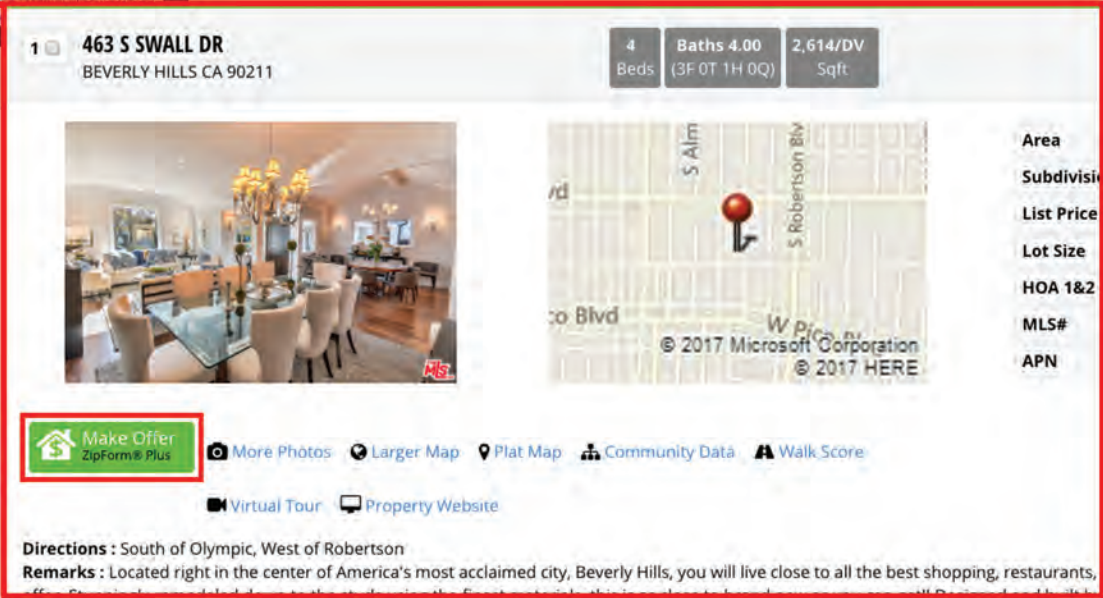 1 463 S SWALL DR
BEVERLY HILLS CA 90211
4 Beds
Baths 4.00 (3F 0T 1H 0Q)
2,614/DV Sqft
S Alm
S Robertson Blv
vd
co Blvd
W Pico
© 2017 Microsoft Corporation
© 2017 HERE
MLS
Area
Subdivisi
List Price
Lot Size
HOA 1&2
MLS#
APN
Make Offer
ZipForm® Plus
More Photos Larger Map Plat Map Community Data Walk Score
Virtual Tour Property Website
Directions : South of Olympic, West of Robertson
Remarks : Located right in the center of America's most acclaimed city, Beverly Hills, you will live close to all the best shopping, restaurants,